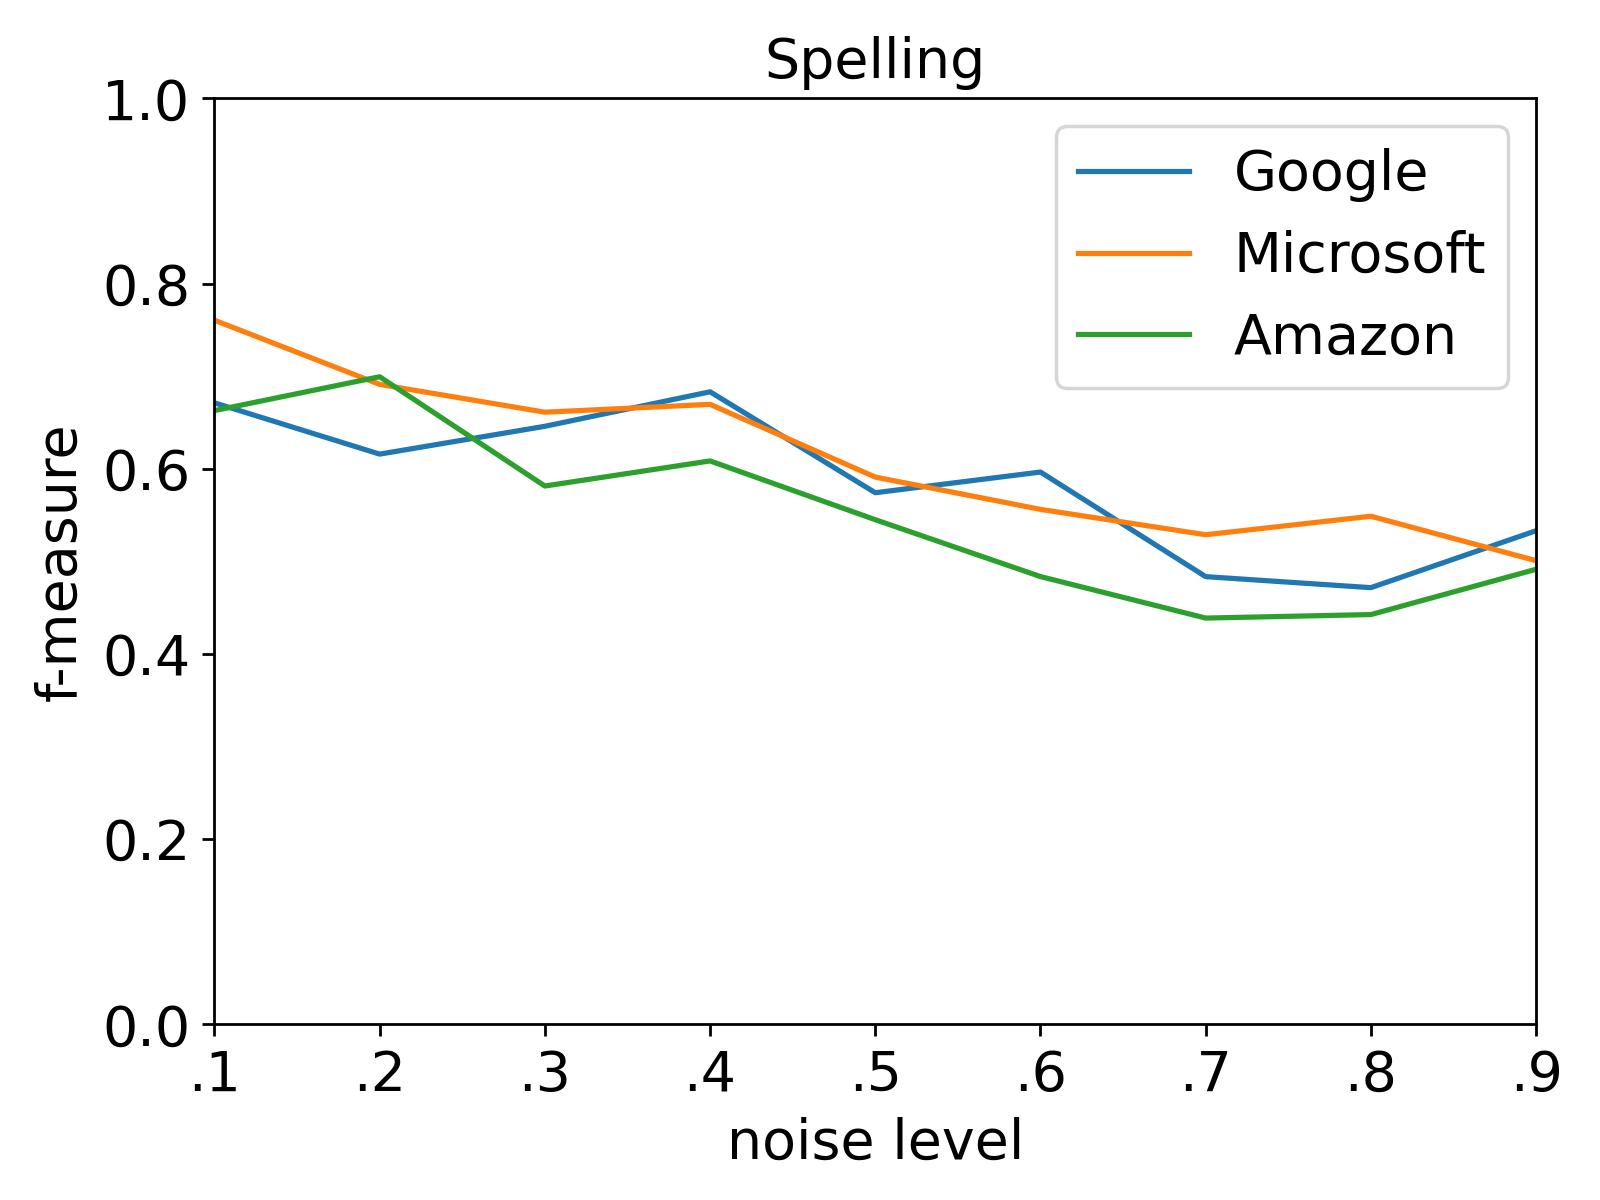 Spelling
1.0
0.8
0.6
0.4
0.2
0.0
f-measure
Google
Microsoft
Amazon
.1 .2 .3 .4 .5 .6 .7 .8 .9
noise level